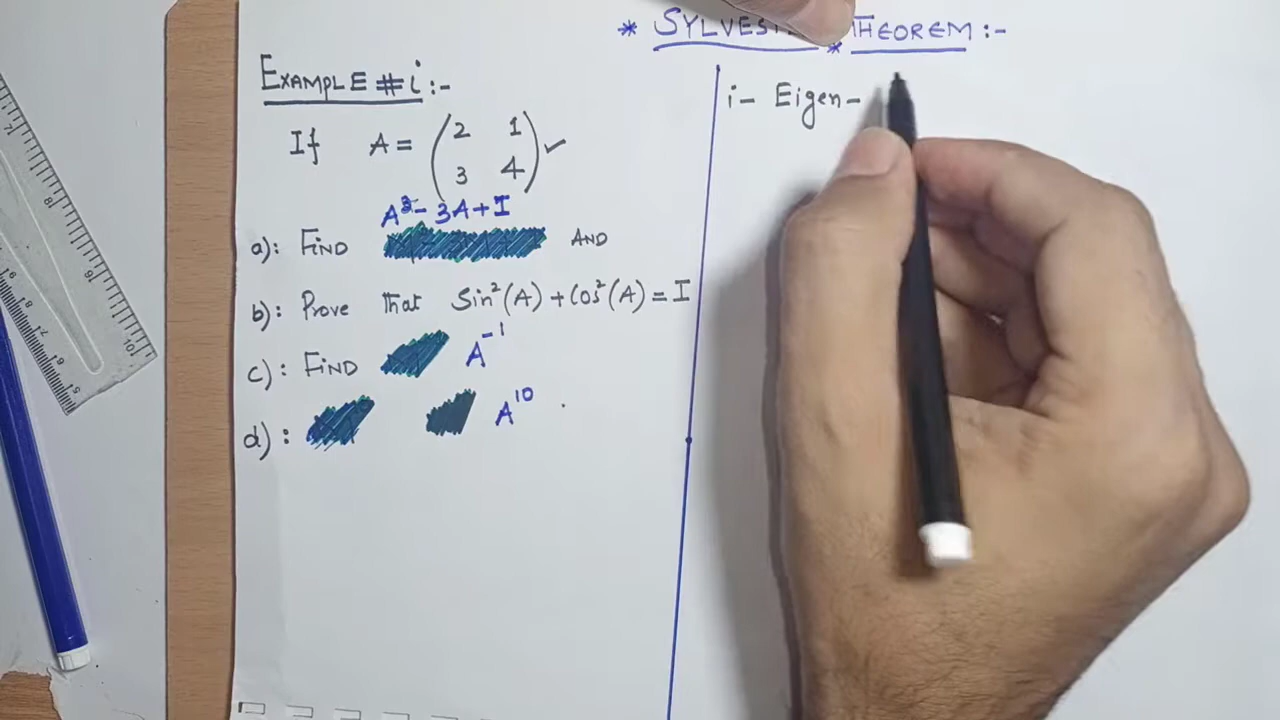 * SYLVEST THEOREM :-
EXAMPLE # i :-
If A = (2 1
3 4) ✓
A² - 3A + I
a): FIND AND
b): Prove that Sin²(A) + Cos²(A) = I
c): FIND A⁻¹
d): A¹⁰ .
i- Eigen-